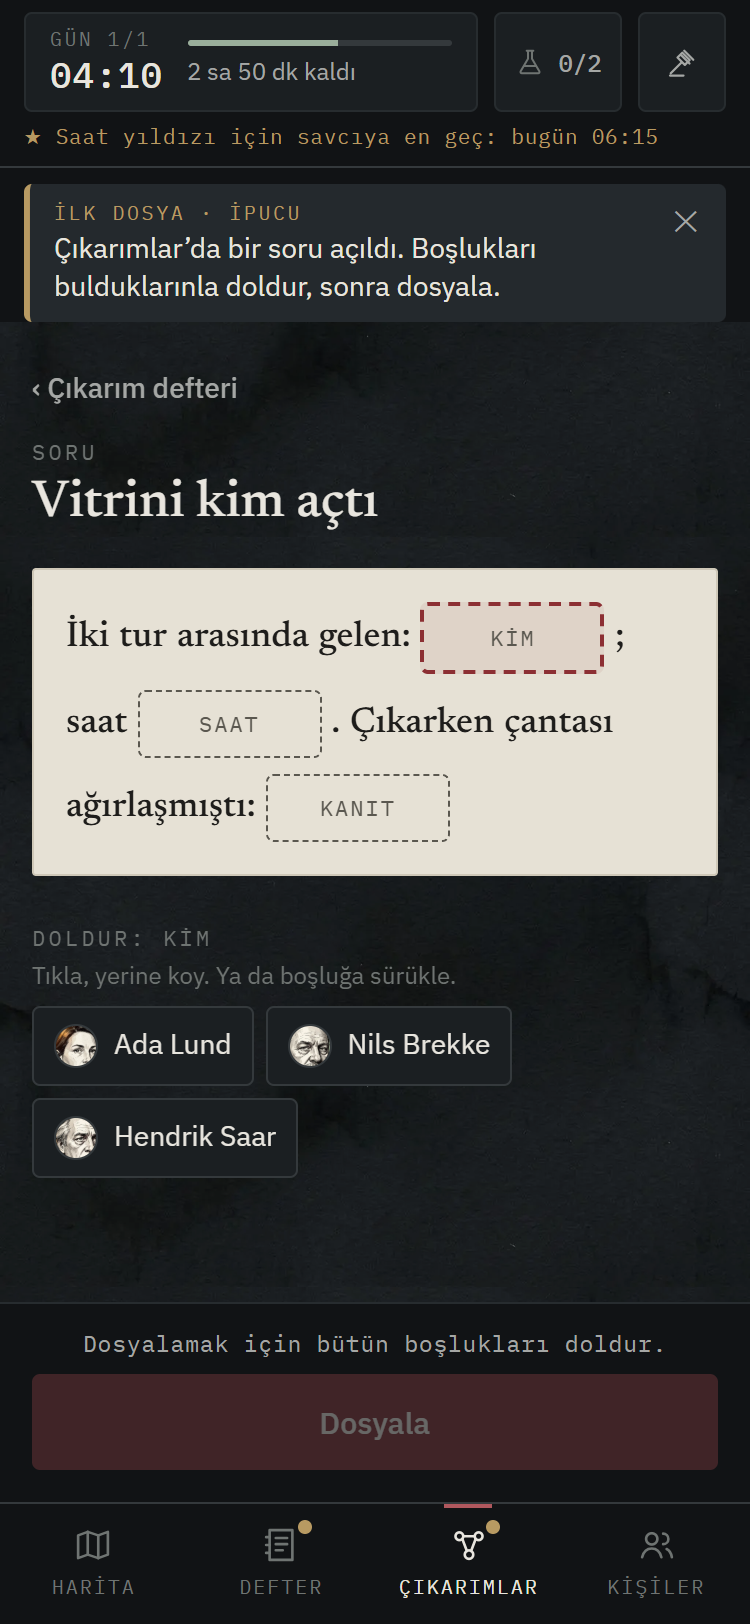 GÜN 1/1
04:10
2 sa 50 dk kaldı
0/2
★ Saat yıldızı için savcıya en geç: bugün 06:15
İLK DOSYA · İPUCU
Çıkarımlar’da bir soru açıldı. Boşlukları
bulduklarınla doldur, sonra dosyala.
‹ Çıkarım defteri
SORU
Vitrini kim açtı
İki tur arasında gelen: KİM ;
saat SAAT . Çıkarken çantası
ağırlaşmıştı: KANIT
DOLDUR: KİM
Tıkla, yerine koy. Ya da boşluğa sürükle.
Ada Lund
Nils Brekke
Hendrik Saar
Dosyalamak için bütün boşlukları doldur.
Dosyala
HARİTA
DEFTER
ÇIKARIMLAR
KİŞİLER